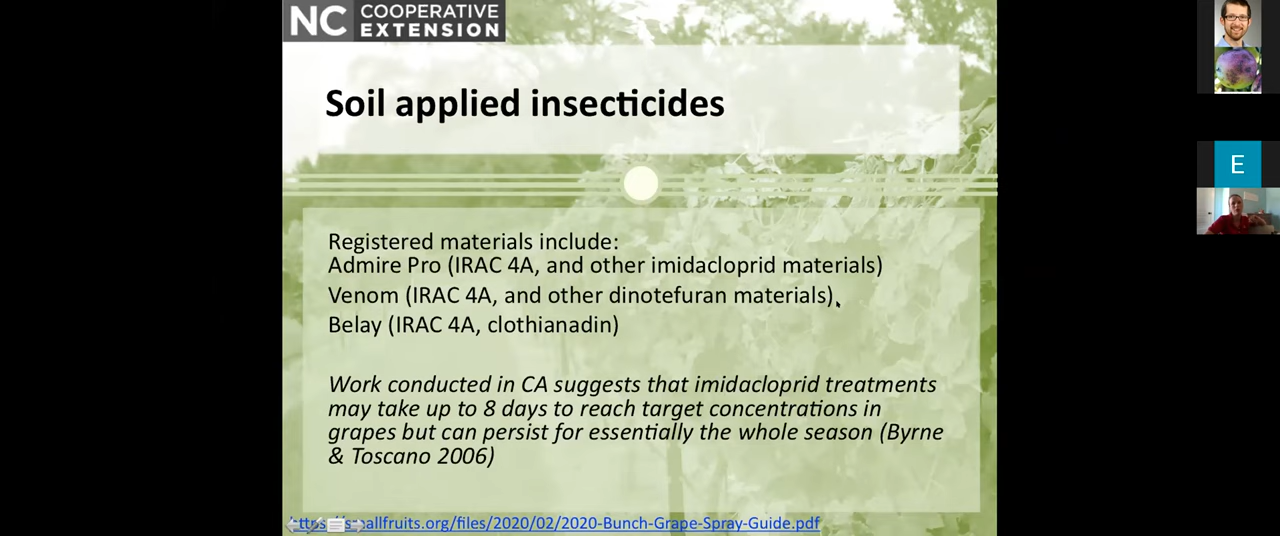 NC COOPERATIVE
EXTENSION
Soil applied insecticides
Registered materials include:
Admire Pro (IRAC 4A, and other imidacloprid materials)
Venom (IRAC 4A, and other dinotefuran materials)
Belay (IRAC 4A, clothianadin)
Work conducted in CA suggests that imidacloprid treatments
may take up to 8 days to reach target concentrations in
grapes but can persist for essentially the whole season (Byrne
& Toscano 2006)
https://smallfruits.org/files/2020/02/2020-Bunch-Grape-Spray-Guide.pdf
E